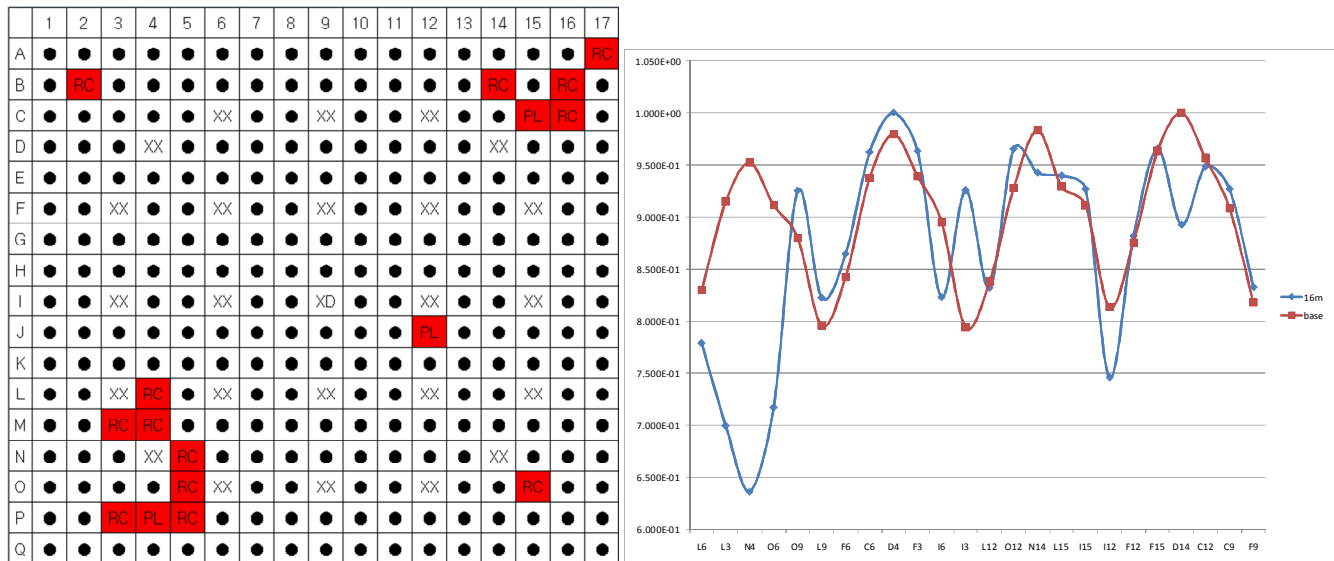 1 2 3 4 5 6 7 8 9 10 11 12 13 14 15 16 17
A RC
B RC RC RC
C XX XX XX PL RC
D XX XX
E
F XX XX XX XX XX
G
H
I XX XX XD XX XX
J PL
K
L XX RC XX XX XX XX
M RC RC
N XX RC XX
O RC XX XX XX RC
P RC PL RC
Q
1.050E+00
1.000E+00
9.500E-01
9.000E-01
8.500E-01
8.000E-01
7.500E-01
7.000E-01
6.500E-01
6.000E-01
L6 L3 N4 O6 O9 L9 F6 C6 D4 F3 I6 I3 L12 O12 N14 L15 I15 I12 F12 F15 D14 C12 C9 F9
16m
base